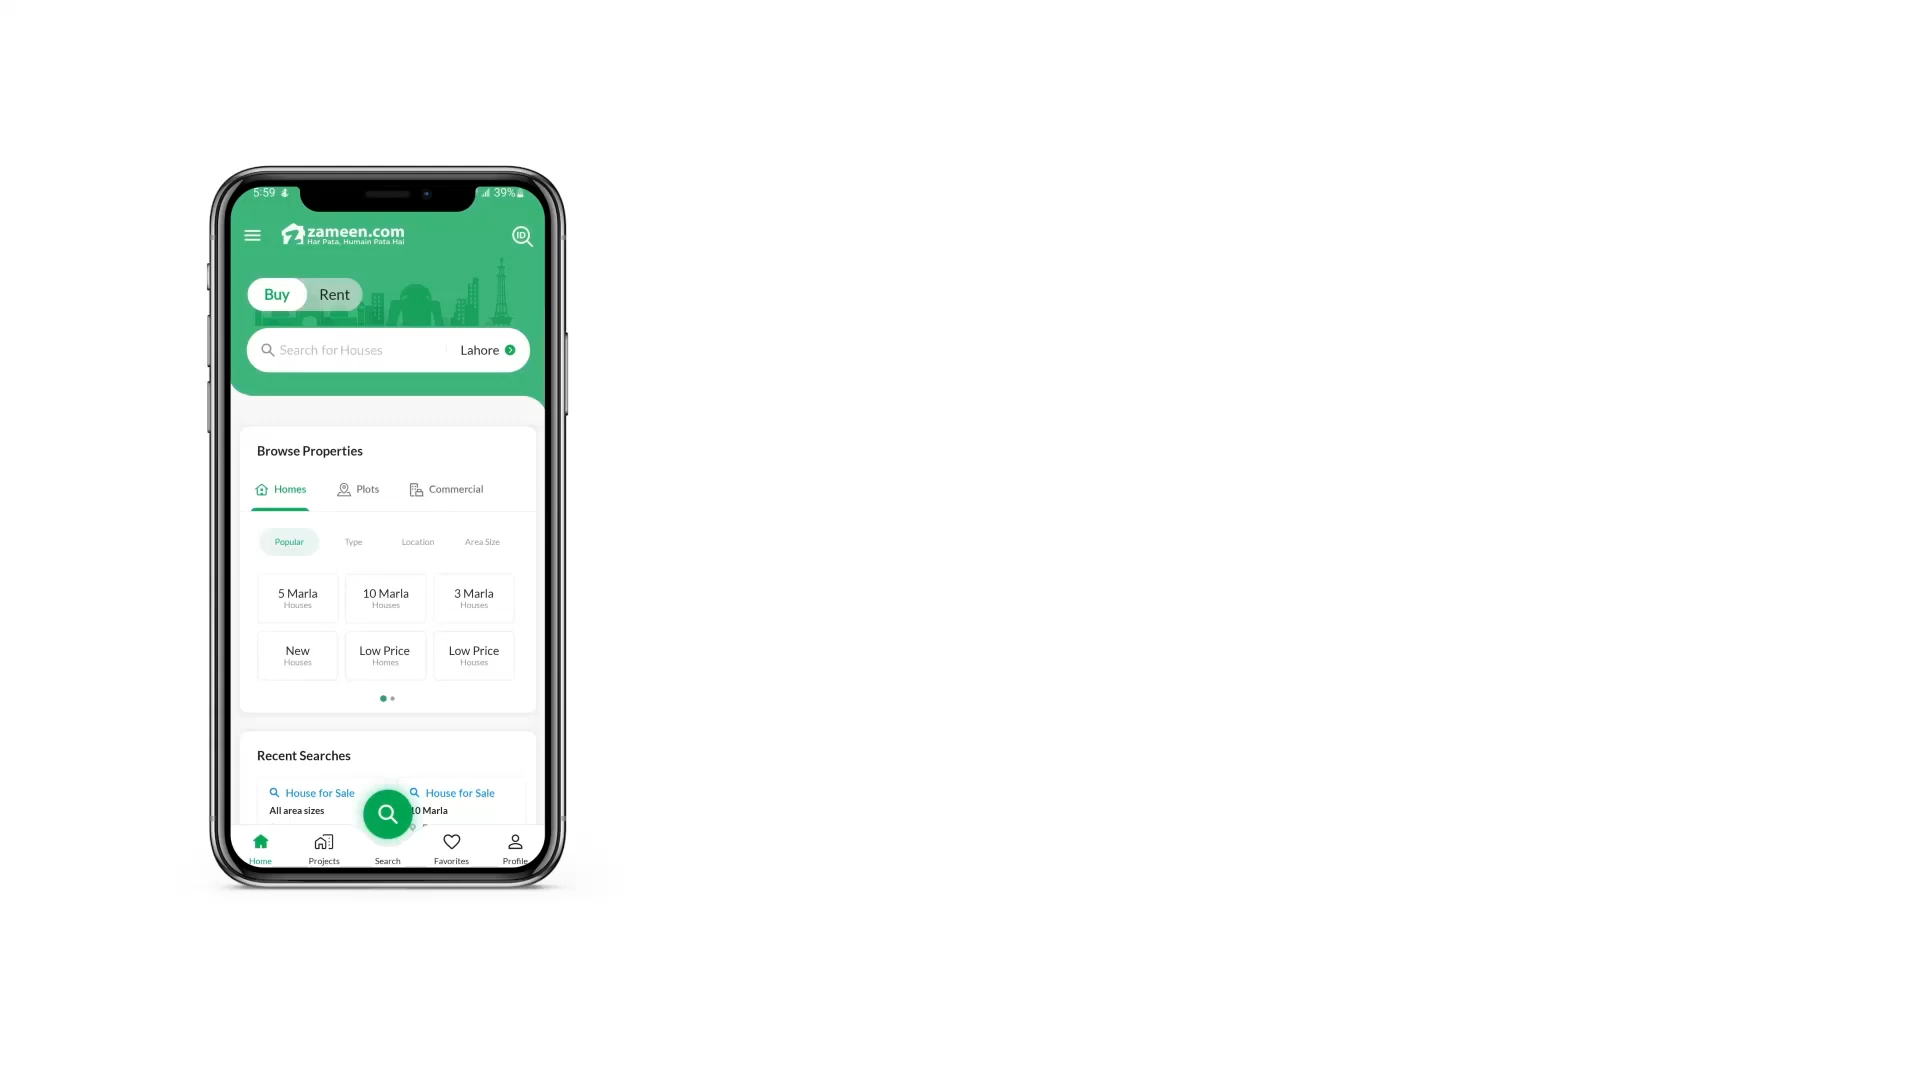 5:59
39%
zameen.com
Har Pata, Humain Pata Hai
ID
Buy Rent
Search for Houses Lahore
Browse Properties
Homes Plots Commercial
Popular Type Location Area Size
5 Marla 10 Marla 3 Marla
Houses Houses Houses
New Low Price Low Price
Houses Homes Houses
Recent Searches
House for Sale House for Sale
All area sizes 10 Marla
Home Projects Search Favorites Profile